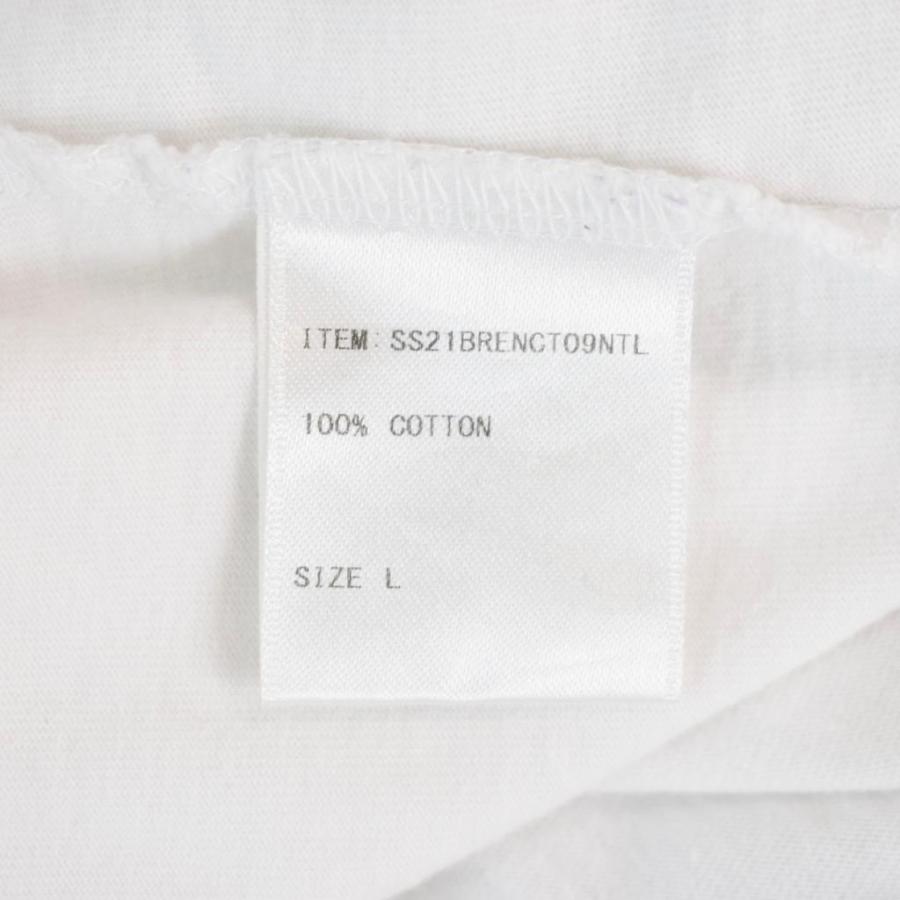 ITEM: SS21BRENCT09NTL
100% COTTON
SIZE L